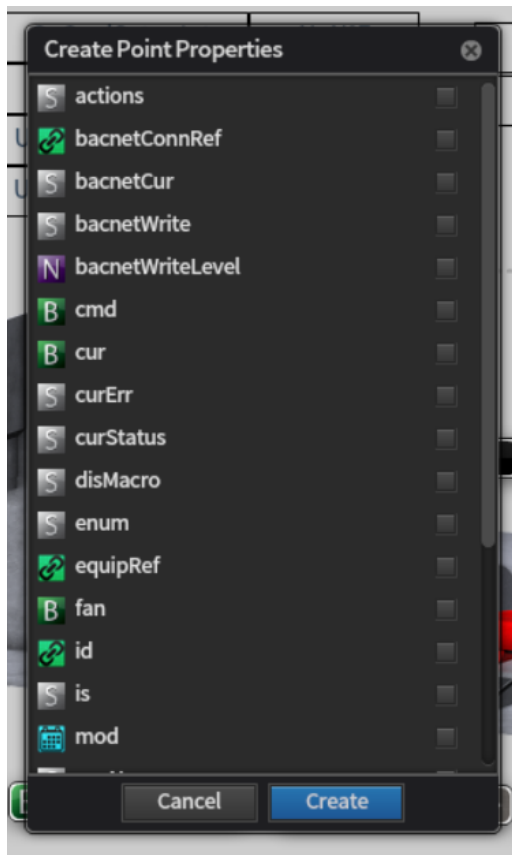 Create Point Properties
S actions
bacnetConnRef
S bacnetCur
S bacnetWrite
N bacnetWriteLevel
B cmd
B cur
S curErr
S curStatus
S disMacro
S enum
equipRef
B fan
id
S is
mod
Cancel Create